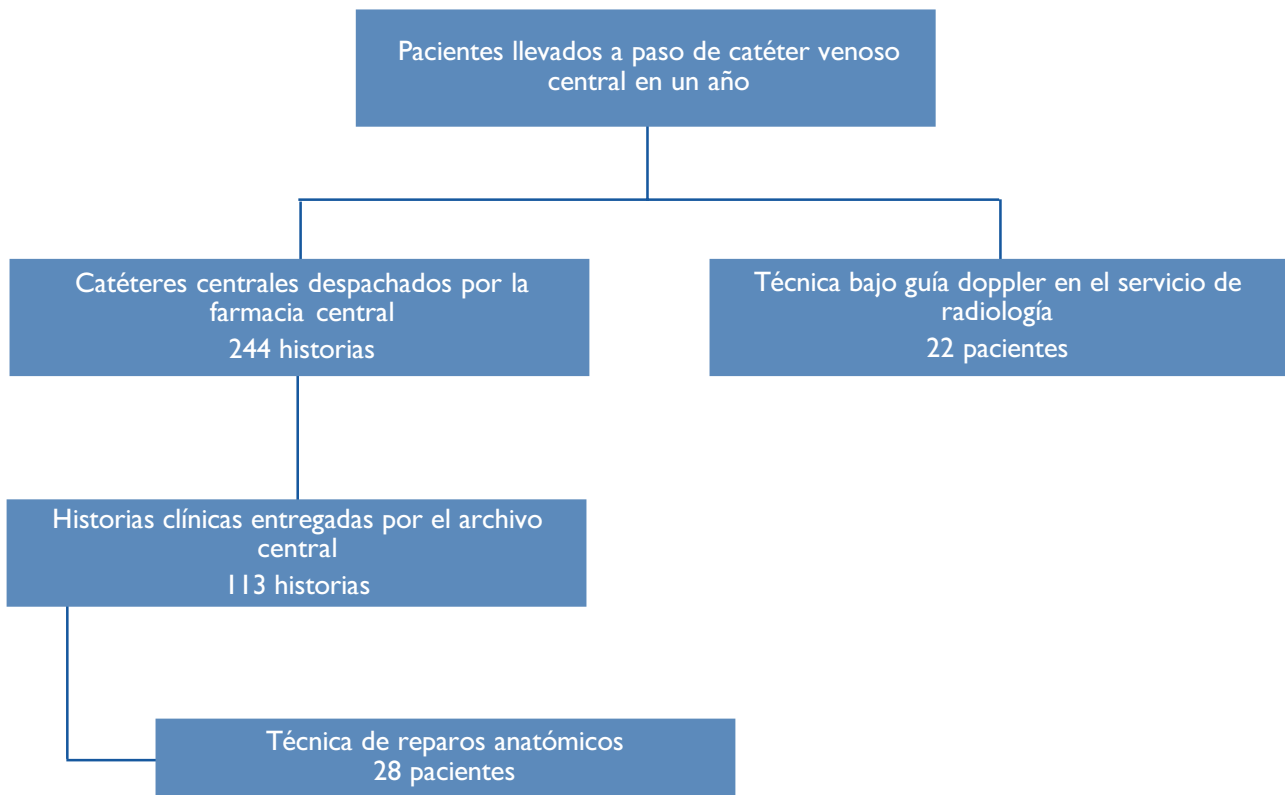 Pacientes llevados a paso de catéter venoso
central en un año
Catéteres centrales despachados por la
farmacia central
244 historias
Técnica bajo guía doppler en el servicio de
radiología
22 pacientes
Historias clínicas entregadas por el archivo
central
113 historias
Técnica de reparos anatómicos
28 pacientes